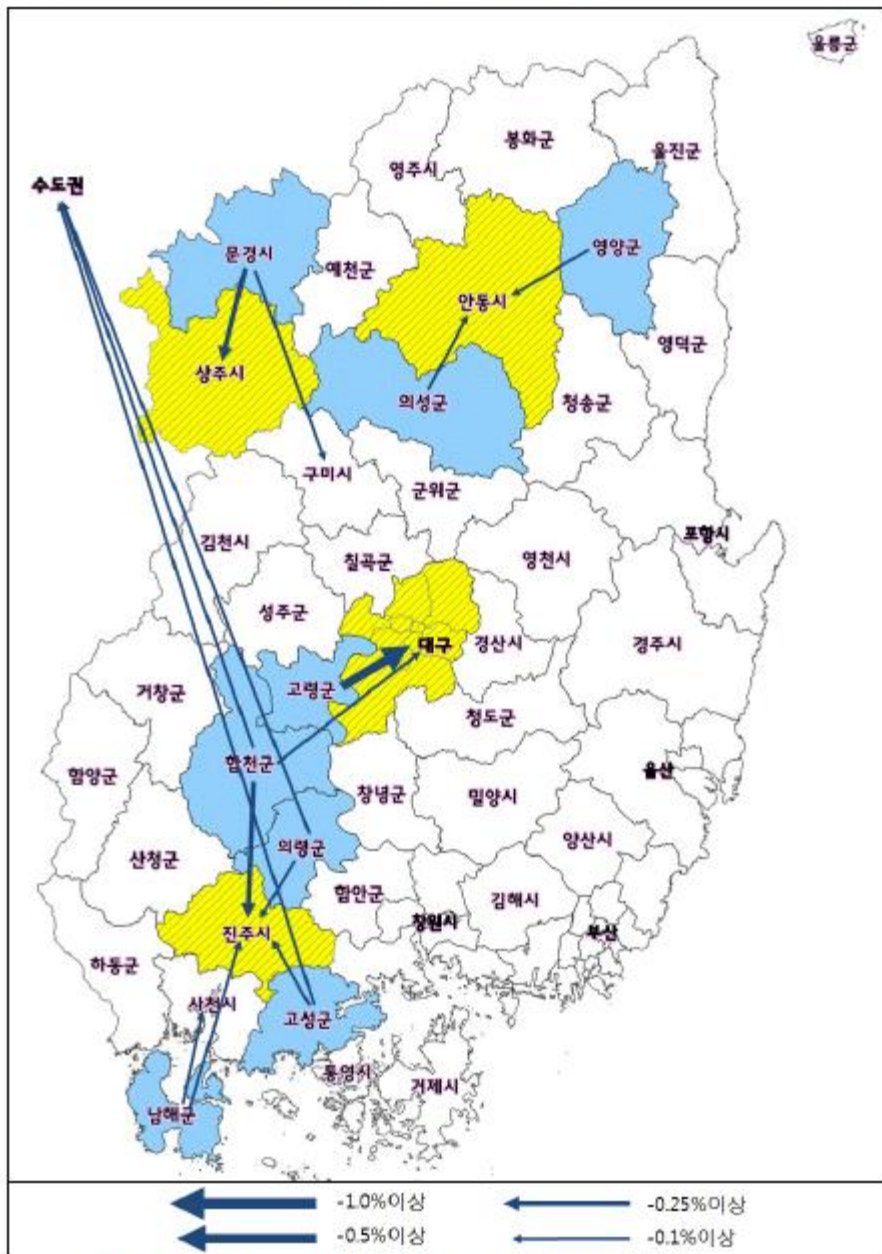 울릉군
봉화군
울진군
영주시
수도권
문경시
영양군
예천군
안동시
영덕군
상주시
의성군
청송군
구미시
군위군
포항시
김천시
칠곡군
영천시
성주군
대구
경산시
경주시
고령군
거창군
청도군
합천군
울산
함양군
창녕군
밀양시
의령군
양산시
산청군
함안군
김해시
창원시
부산
진주시
하동군
사천시
고성군
통영시
거제시
남해군
-1.0%이상
-0.25%이상
-0.5%이상
-0.1%이상